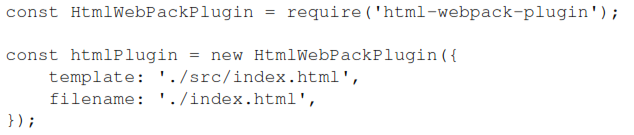 const HtmlWebPackPlugin = require('html-webpack-plugin');

const htmlPlugin = new HtmlWebPackPlugin({
    template: './src/index.html',
    filename: './index.html',
});